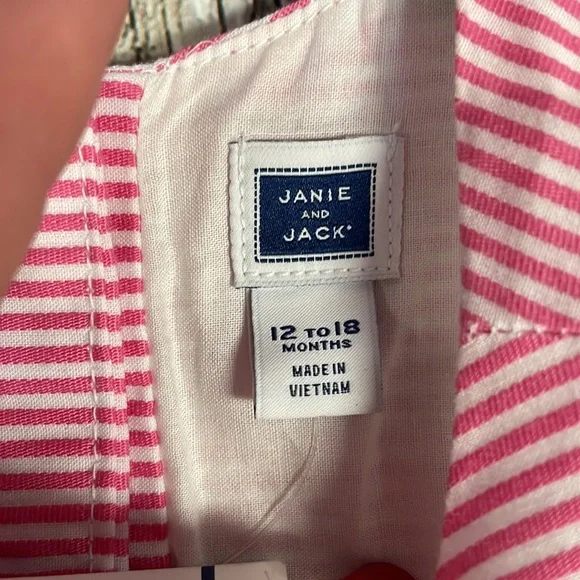 JANIE
AND
JACK®
12 TO 18
MONTHS
MADE IN
VIETNAM